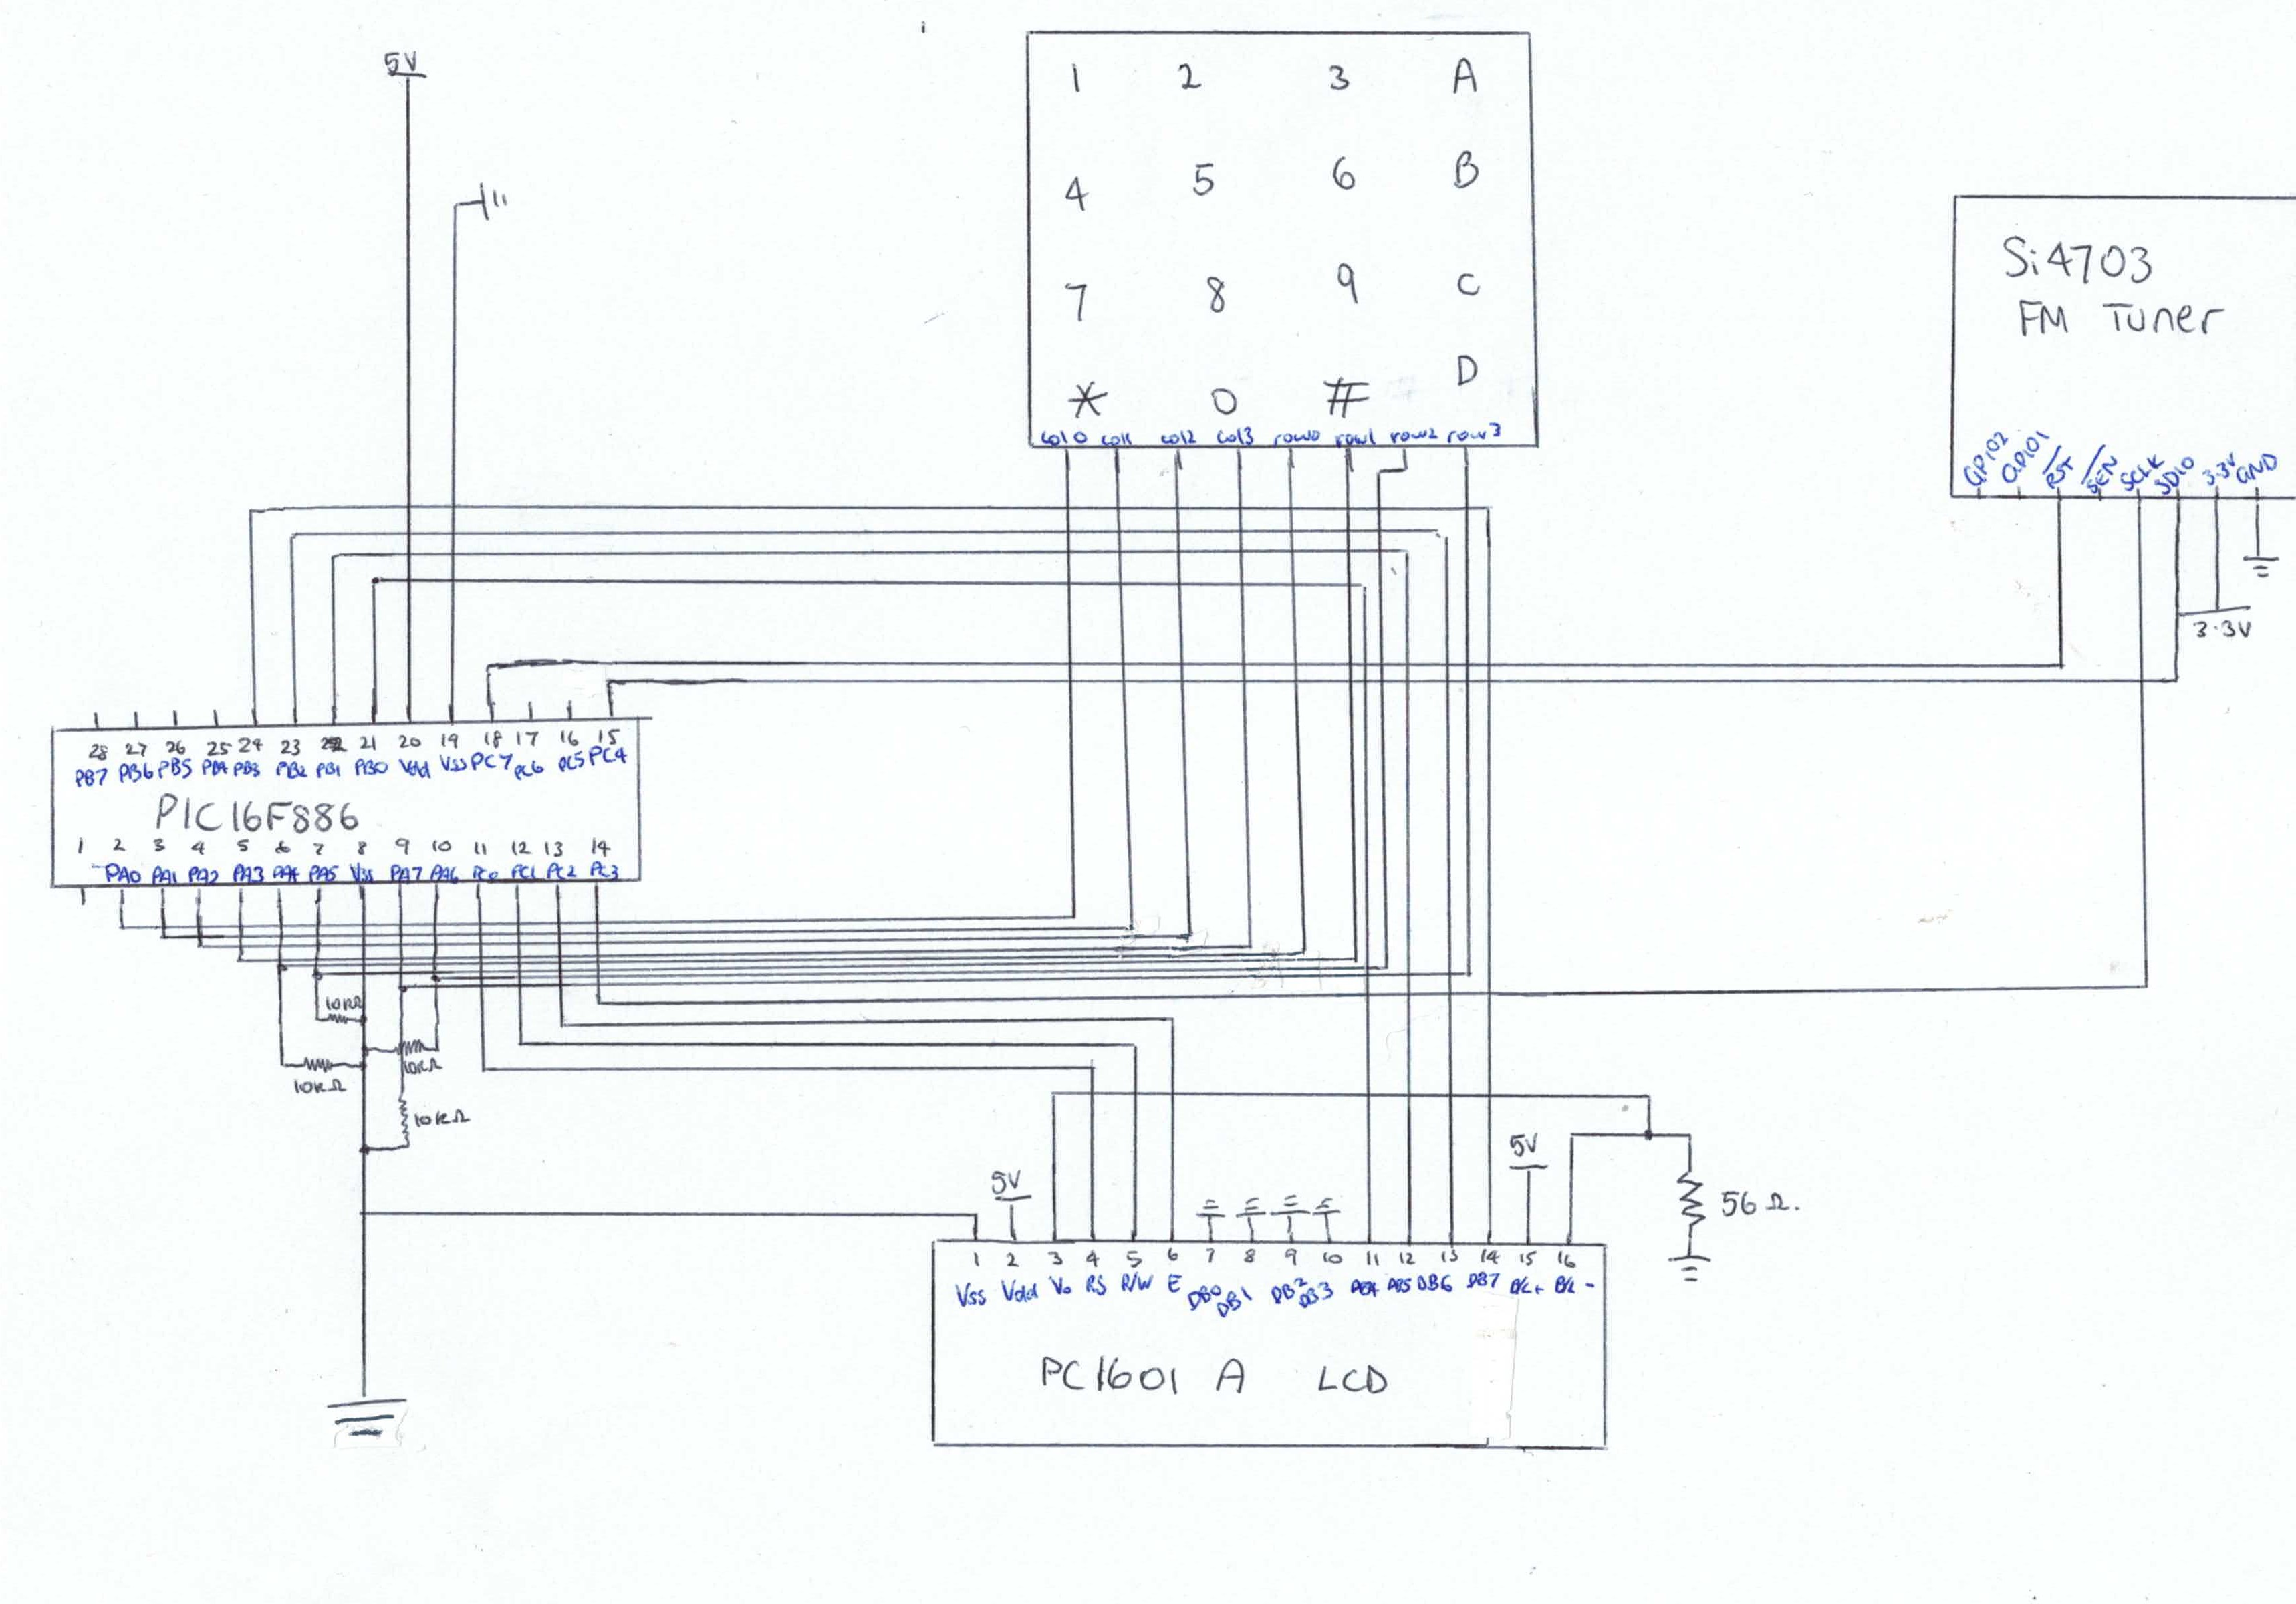 5V
1 2 3 A
4 5 6 B
7 8 9 C
* 0 # D
col0 col1 col2 col3 row0 row1 row2 row3
Si4703
FM Tuner
GPIO2 GPIO1 RST SEN SCLK SDIO 3.3V GND
3.3V
28 27 26 25 24 23 22 21 20 19 18 17 16 15
PB7 PB6 PB5 PB4 PB3 PB2 PB1 PB0 Vdd Vss PC7 PC6 PC5 PC4
PIC16F886
1 2 3 4 5 6 7 8 9 10 11 12 13 14
PA0 PA1 PA2 PA3 PA4 PA5 Vss PA7 PA6 PC0 PC1 PC2 PC3
10KΩ
10KΩ
10KΩ
10KΩ
5V
5V
56Ω.
1 2 3 4 5 6 7 8 9 10 11 12 13 14 15 16
Vss Vdd Vo RS R/W E DB0 DB1 DB2 DB3 DB4 DB5 DB6 DB7 B/L+ B/L-
PC1601 A LCD